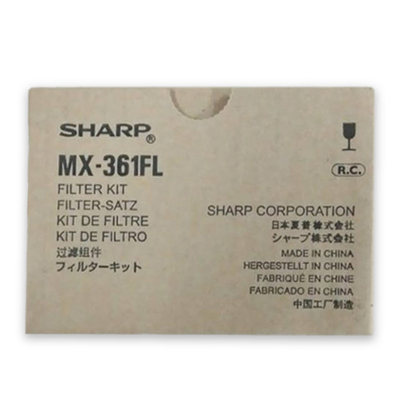 SHARP®
MX-361FL
FILTER KIT
FILTER-SATZ
KIT DE FILTRE
KIT DE FILTRO
过滤组件
フィルターキット
R.C.
SHARP CORPORATION
日本夏普株式会社
シャープ株式会社
MADE IN CHINA
HERGESTELLT IN CHINA
FABRIQUÉ EN CHINE
FABRICADO EN CHINA
中国工厂制造